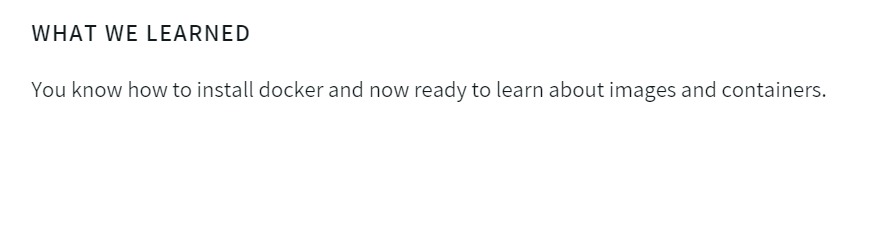 WHAT WE LEARNED
You know how to install docker and now ready to learn about images and containers.